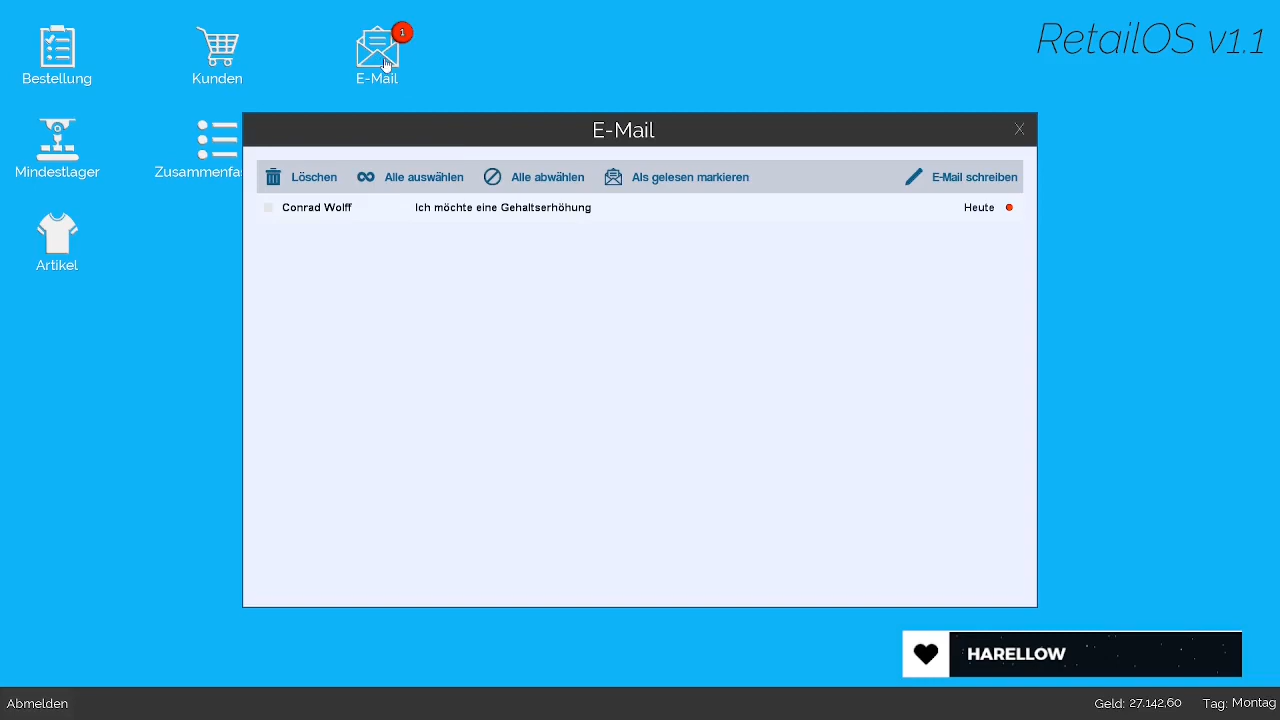 RetailOS v1.1
Bestellung
Kunden
1
E-Mail
Mindestlager
Zusammenfas
Artikel
E-Mail
X
Löschen
Alle auswählen
Alle abwählen
Als gelesen markieren
E-Mail schreiben
Conrad Wolff
Ich möchte eine Gehaltserhöhung
Heute
HARELLOW
Abmelden
Geld: 27.142,60
Tag: Montag